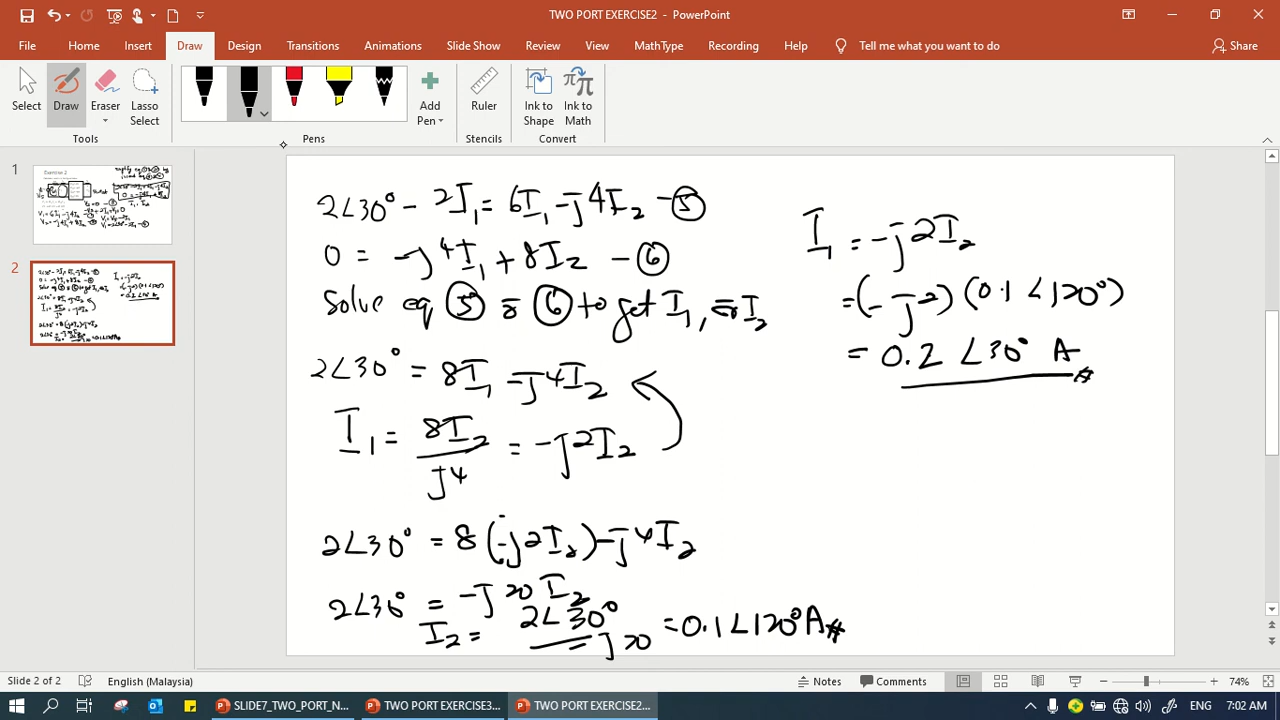 TWO PORT EXERCISE2 - PowerPoint
File Home Insert Draw Design Transitions Animations Slide Show Review View MathType Recording Help Tell me what you want to do Share
Select Draw Eraser Lasso Select Add Pen Ruler Ink to Shape Ink to Math
Tools Pens Stencils Convert
1
Exercise 2
2
2∠30° - 2I₁ = 6I₁ - j4I₂ - ⑤
0 = -j4I₁ + 8I₂ - ⑥
Solve eq ⑤ & ⑥ to get I₁, & I₂
2∠30° = 8I₁ - j4I₂
I₁ = 8I₂/j4 = -j2I₂
2∠30° = 8(-j2I₂) - j4I₂
2∠30° = -j20I₂
I₂ = 2∠30°/-j20 = 0.1∠120° A
I₁ = -j2I₂
= (-j2)(0.1∠120°)
= 0.2∠30° A
Slide 2 of 2 English (Malaysia) Notes Comments 74%
SLIDE7_TWO_PORT_N... TWO PORT EXERCISE3... TWO PORT EXERCISE2... 7:02 AM